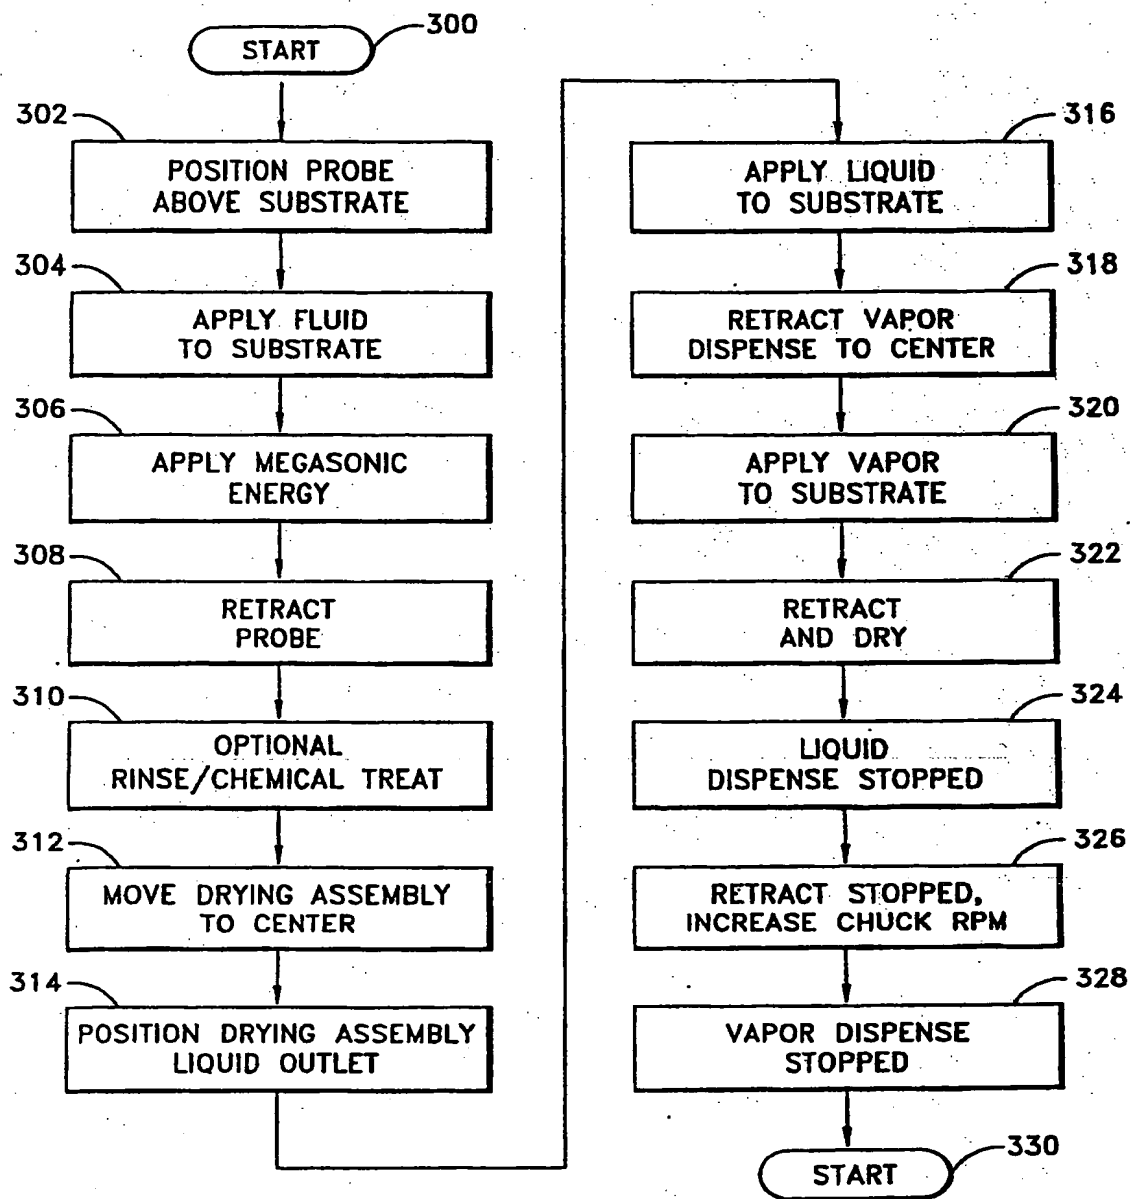 START
300
302
POSITION PROBE
ABOVE SUBSTRATE
304
APPLY FLUID
TO SUBSTRATE
306
APPLY MEGASONIC
ENERGY
308
RETRACT
PROBE
310
OPTIONAL
RINSE/CHEMICAL TREAT
312
MOVE DRYING ASSEMBLY
TO CENTER
314
POSITION DRYING ASSEMBLY
LIQUID OUTLET
316
APPLY LIQUID
TO SUBSTRATE
318
RETRACT VAPOR
DISPENSE TO CENTER
320
APPLY VAPOR
TO SUBSTRATE
322
RETRACT
AND DRY
324
LIQUID
DISPENSE STOPPED
326
RETRACT STOPPED,
INCREASE CHUCK RPM
328
VAPOR DISPENSE
STOPPED
330
START